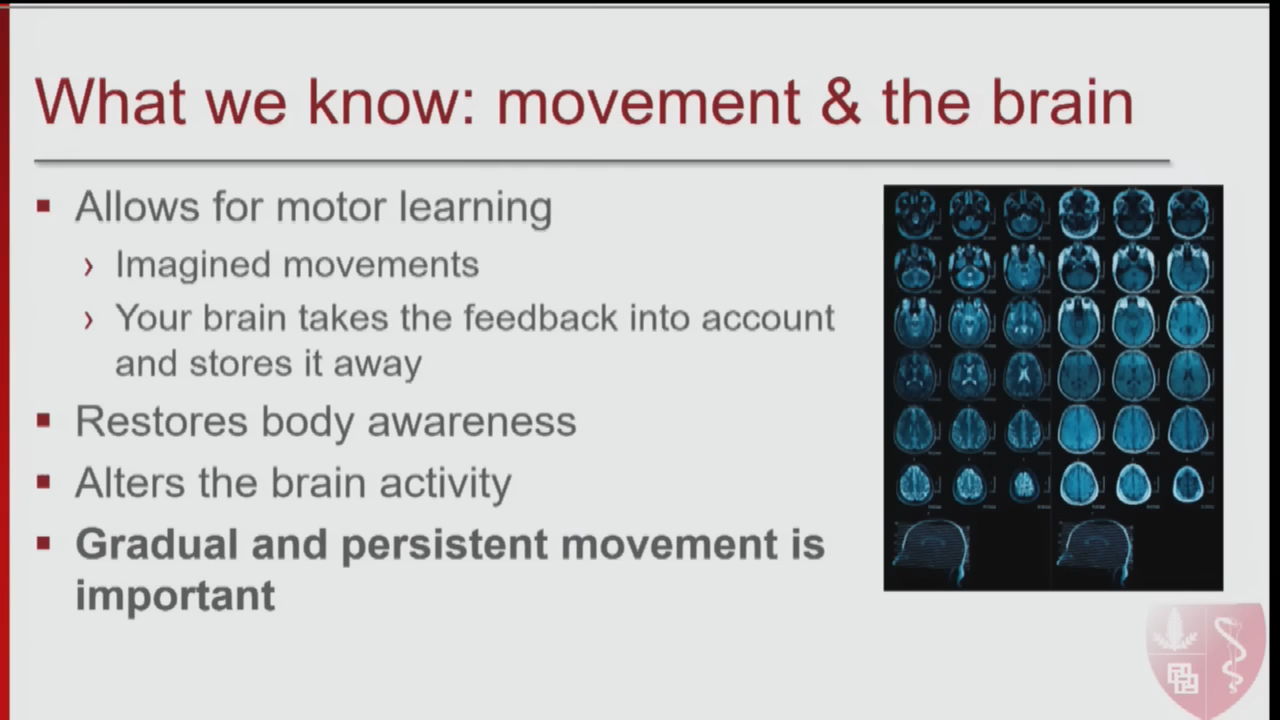 What we know: movement & the brain
▪ Allows for motor learning
› Imagined movements
› Your brain takes the feedback into account
and stores it away
▪ Restores body awareness
▪ Alters the brain activity
▪ Gradual and persistent movement is
important